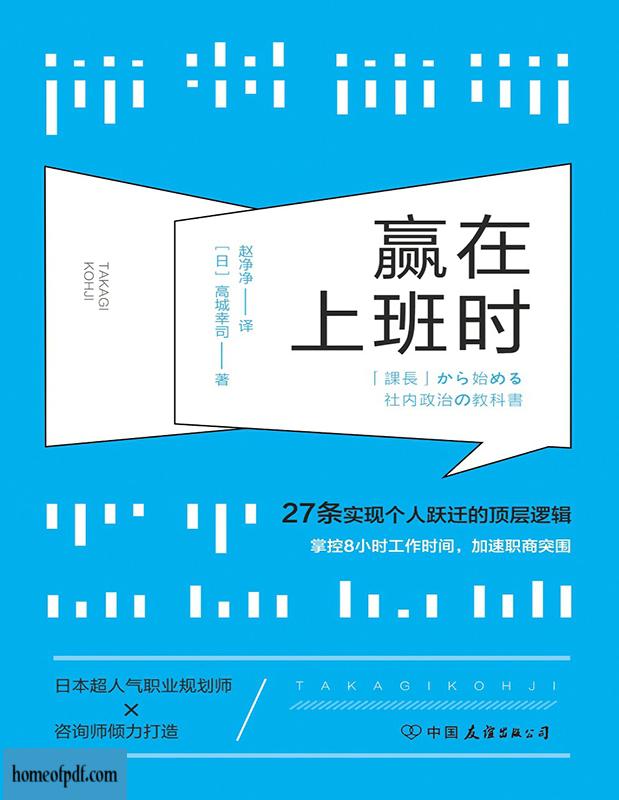 TAKAGI
KOHJI
赢在
上班时
「課長」から始める
社内政治の教科書
赵净净——译
［日］高城幸司——著
27条实现个人跃迁的顶层逻辑
掌控8小时工作时间，加速职商突围
日本超人气职业规划师
×
咨询师倾力打造
TAKAGIKOHJI
中国友谊出版公司
homeofpdf.com